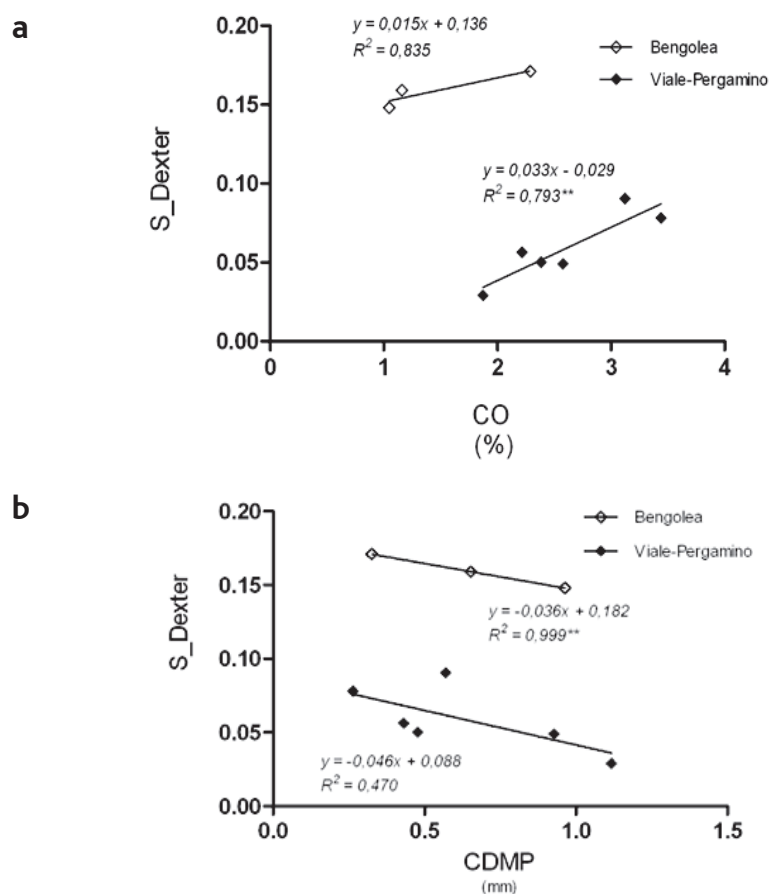 a
y = 0,015x + 0,136
R² = 0,835
Bengolea
Viale-Pergamino
y = 0,033x - 0,029
R² = 0,793**
S_Dexter
0.20
0.15
0.10
0.05
0.00
0 1 2 3 4
CO
(%)
b
Bengolea
Viale-Pergamino
y = -0,036x + 0,182
R² = 0,999**
y = -0,046x + 0,088
R² = 0,470
S_Dexter
0.20
0.15
0.10
0.05
0.00
0.0 0.5 1.0 1.5
CDMP
(mm)